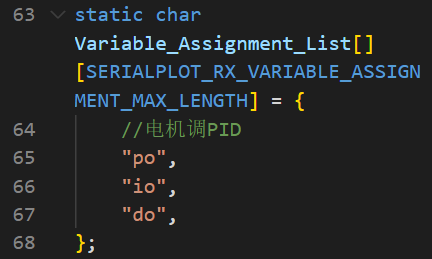 63 static char
Variable_Assignment_List[]
[SERIALPLOT_RX_VARIABLE_ASSIGN
MENT_MAX_LENGTH] = {
64 //电机调PID
65 "po",
66 "io",
67 "do",
68 };